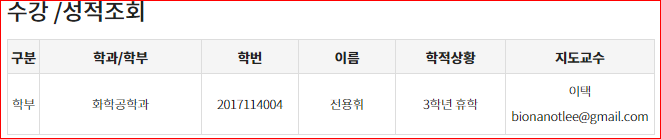 수강 /성적조회
구분 학과/학부 학번 이름 학적상황 지도교수
학부 화학공학과 2017114004 선용휘 3학년 휴학 이택
bionanotlee@gmail.com